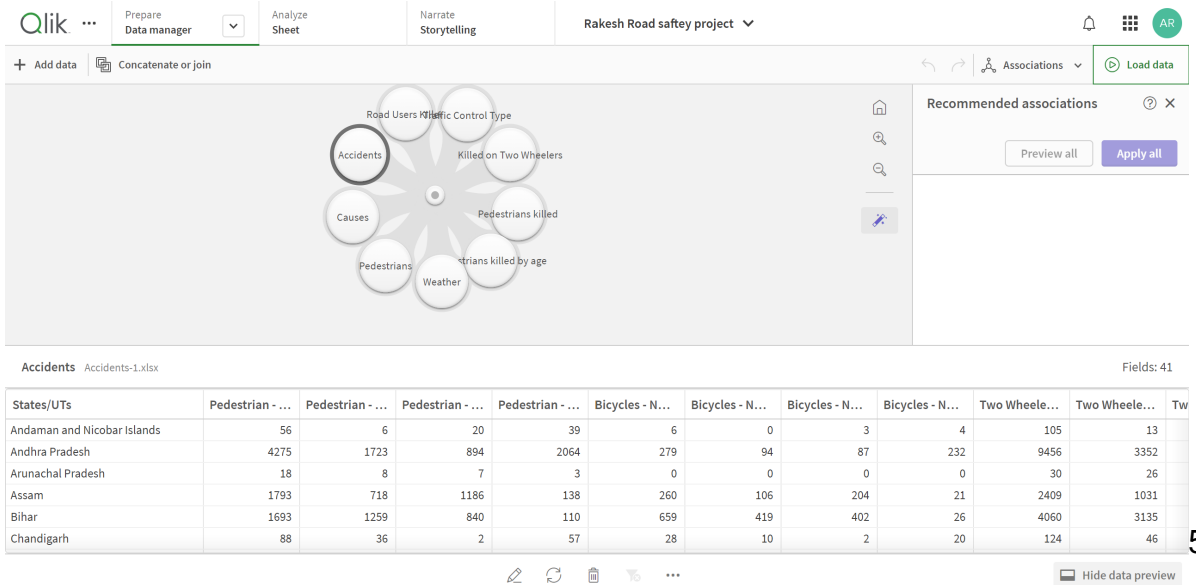 Qlik
Prepare
Data manager
Analyze
Sheet
Narrate
Storytelling
Rakesh Road saftey project
AR
Add data
Concatenate or join
Associations
Load data
Road Users
Traffic Control Type
Accidents
Killed on Two Wheelers
Causes
Pedestrians killed
Pedestrians
strians killed by age
Weather
Recommended associations
Preview all
Apply all
Accidents Accidents-1.xlsx
Fields: 41
States/UTs Pedestrian - ... Pedestrian - ... Pedestrian - ... Pedestrian - ... Bicycles - N... Bicycles - N... Bicycles - N... Bicycles - N... Two Wheele... Two Wheele... Tw
Andaman and Nicobar Islands 56 6 20 39 6 0 3 4 105 13
Andhra Pradesh 4275 1723 894 2064 279 94 87 232 9456 3352
Arunachal Pradesh 18 8 7 3 0 0 0 0 30 26
Assam 1793 718 1186 138 260 106 204 21 2409 1031
Bihar 1693 1259 840 110 659 419 402 26 4060 3135
Chandigarh 88 36 2 57 28 10 2 20 124 46
5
Hide data preview